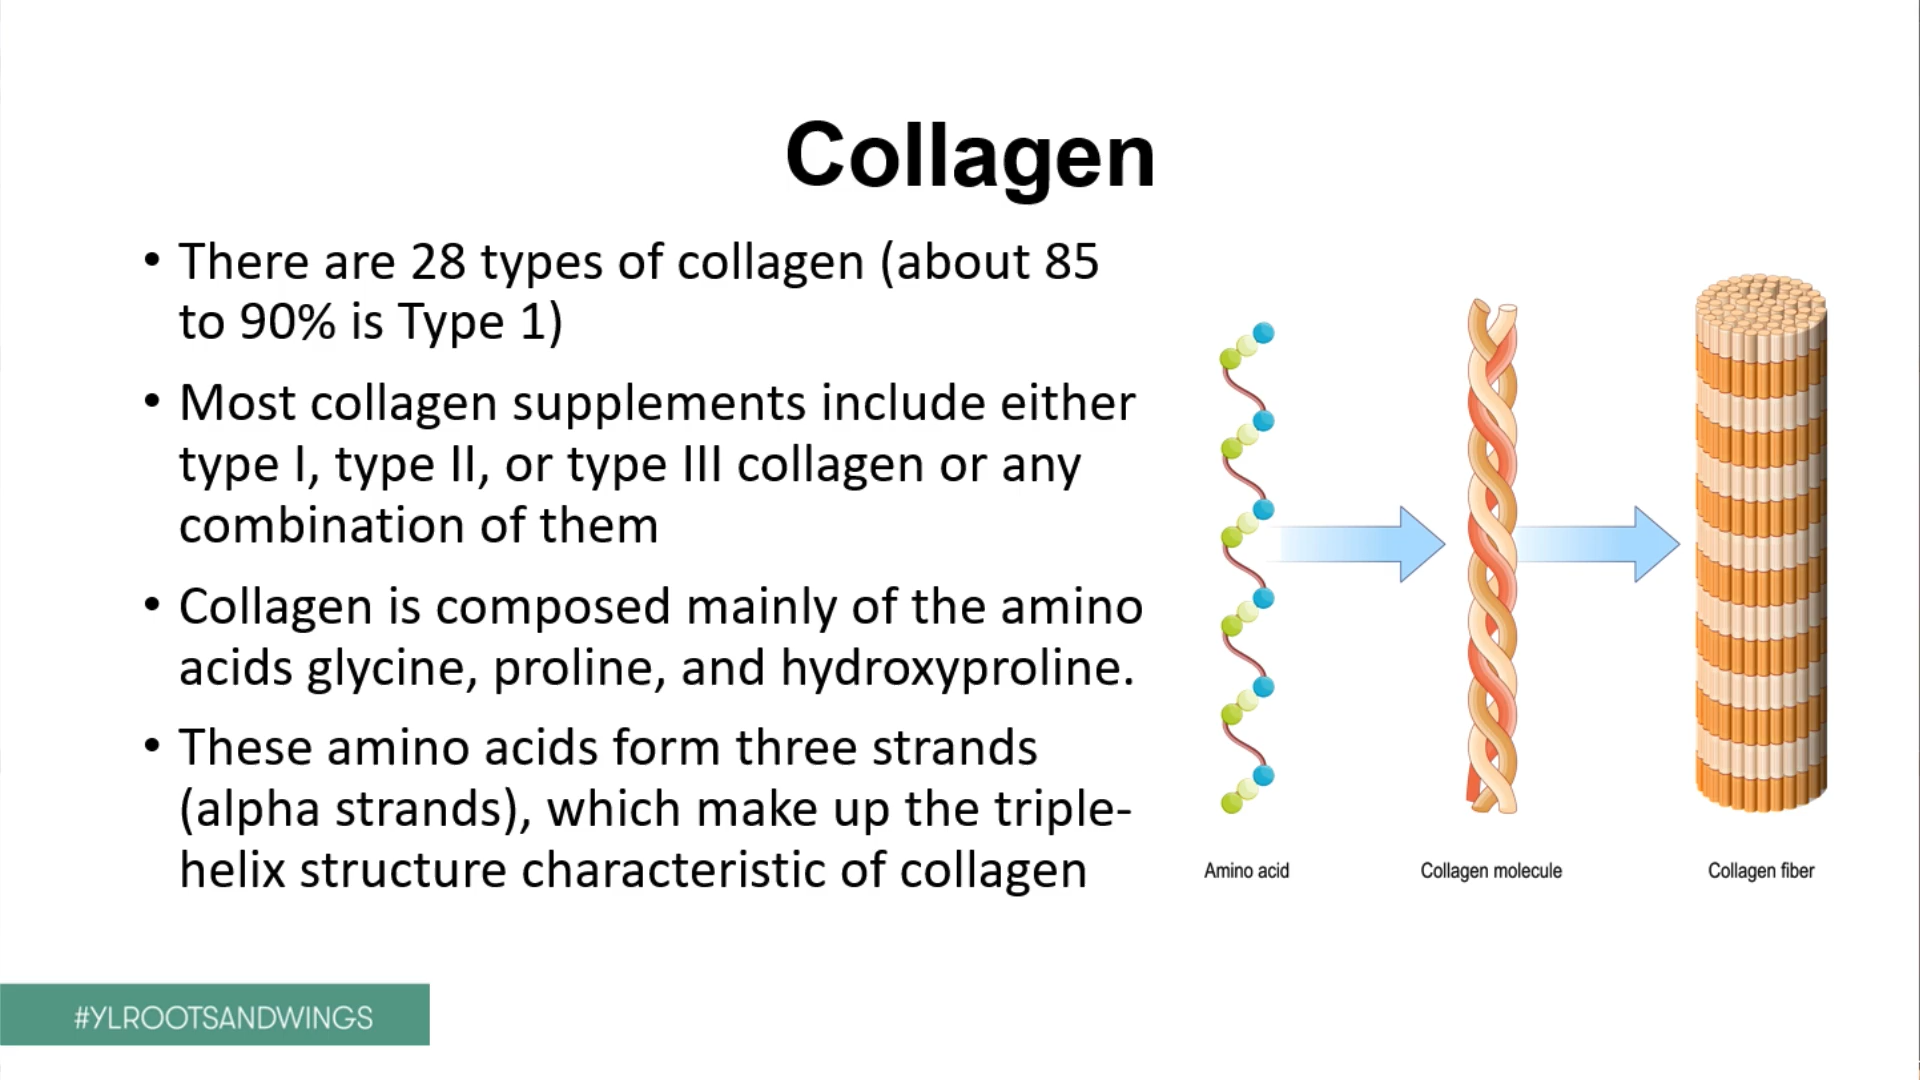 Collagen
• There are 28 types of collagen (about 85
to 90% is Type 1)
• Most collagen supplements include either
type I, type II, or type III collagen or any
combination of them
• Collagen is composed mainly of the amino
acids glycine, proline, and hydroxyproline.
• These amino acids form three strands
(alpha strands), which make up the triple-
helix structure characteristic of collagen
Amino acid
Collagen molecule
Collagen fiber
#YLROOTSANDWINGS